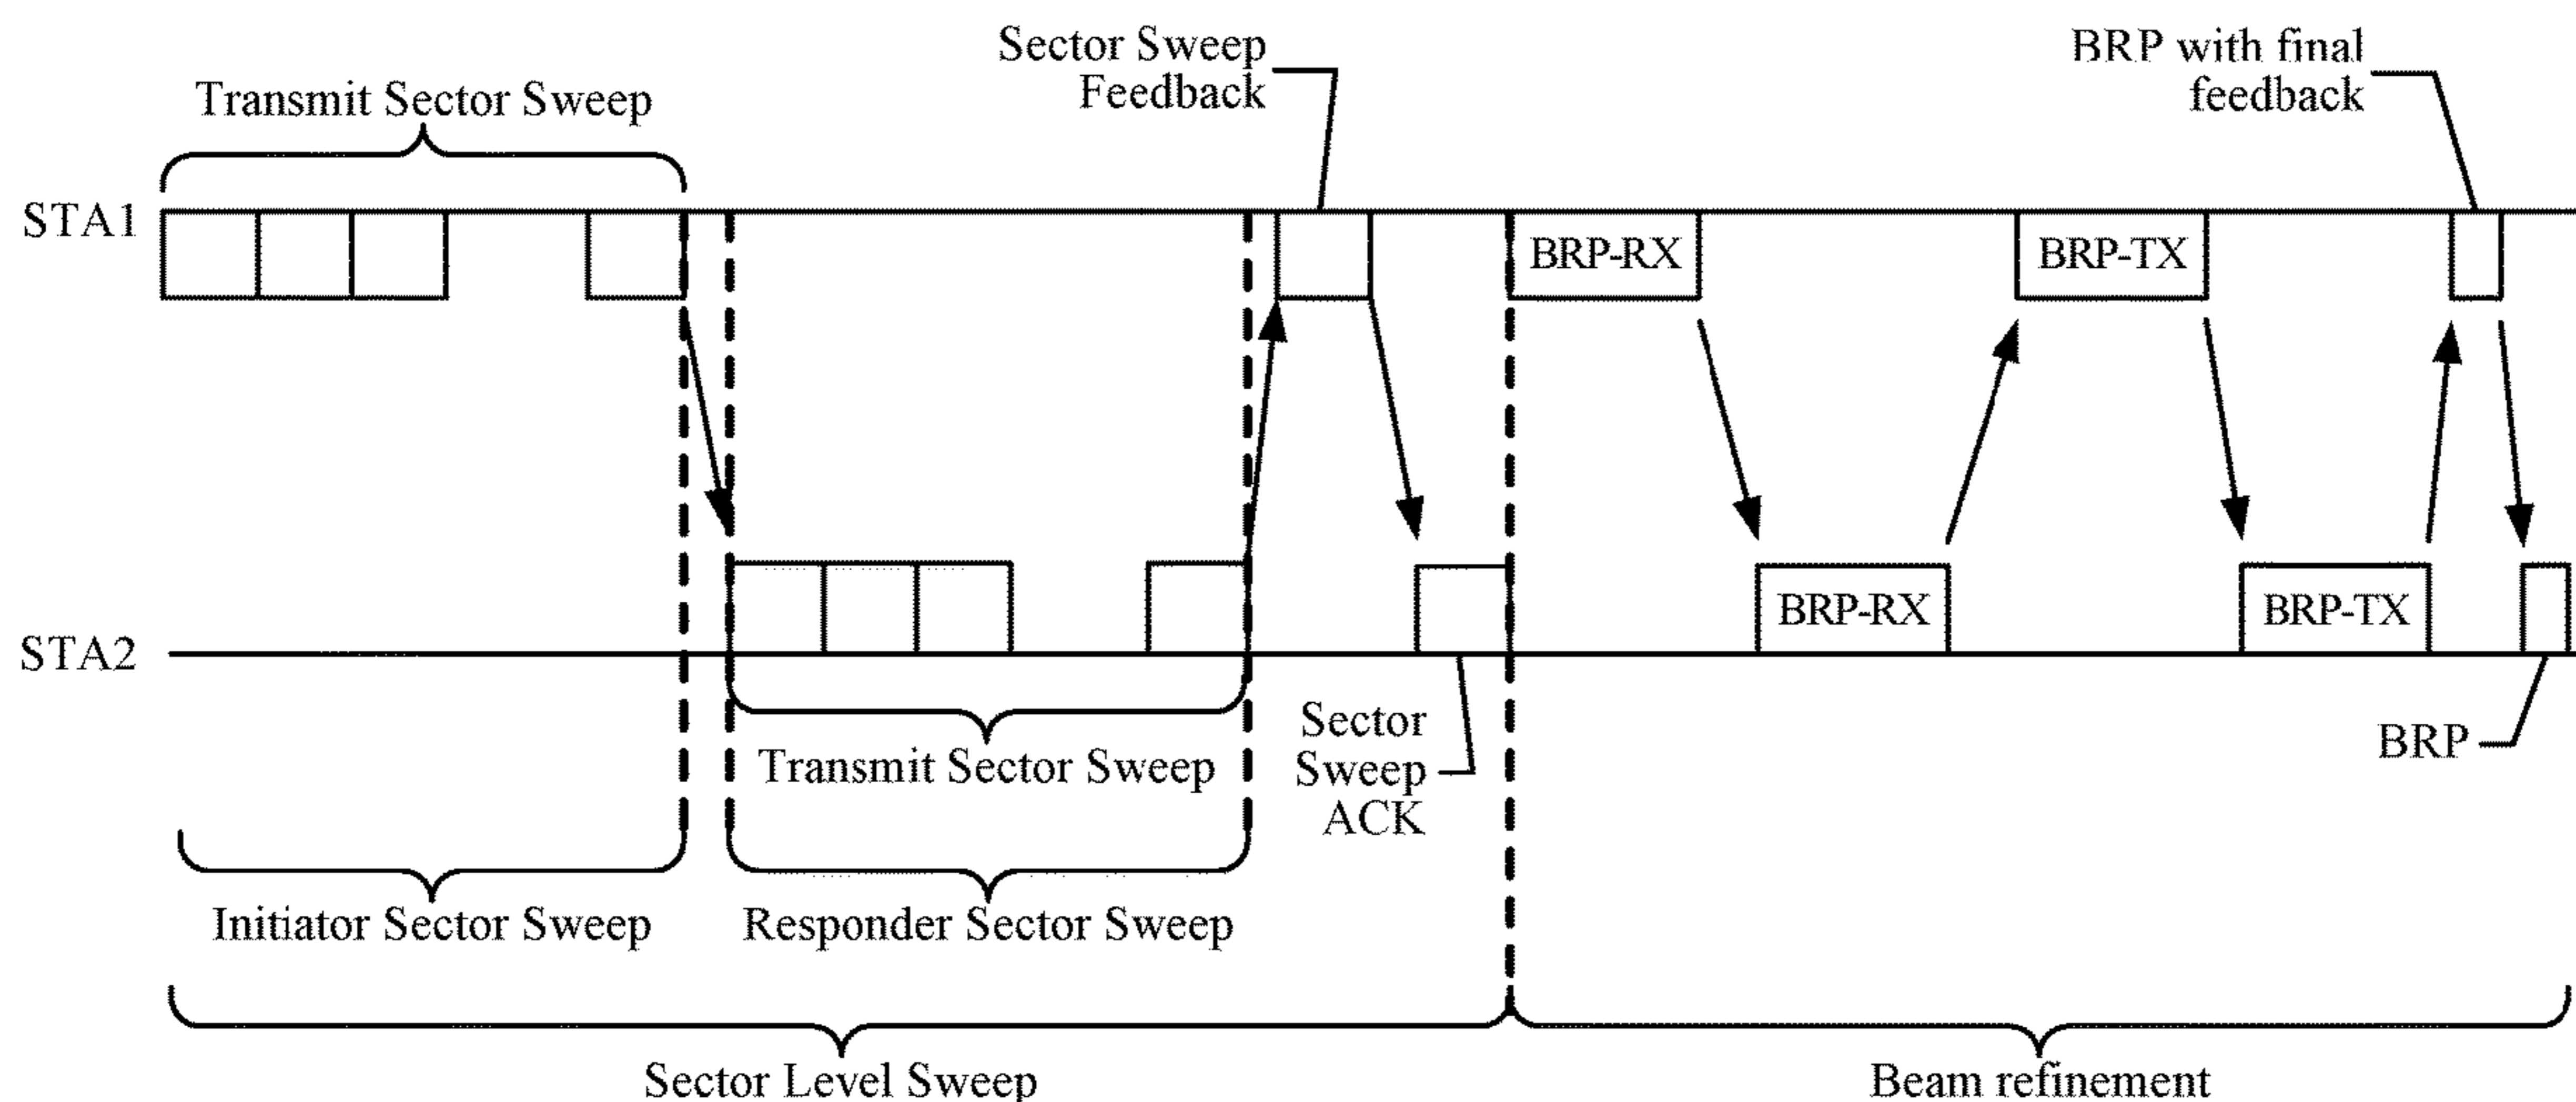 Sector Sweep
Feedback
BRP with final
feedback
Transmit Sector Sweep
STA1
BRP-RX
BRP-TX
BRP-RX
BRP-TX
STA2
Transmit Sector Sweep
Sector
Sweep
ACK
BRP
Initiator Sector Sweep
Responder Sector Sweep
Sector Level Sweep
Beam refinement